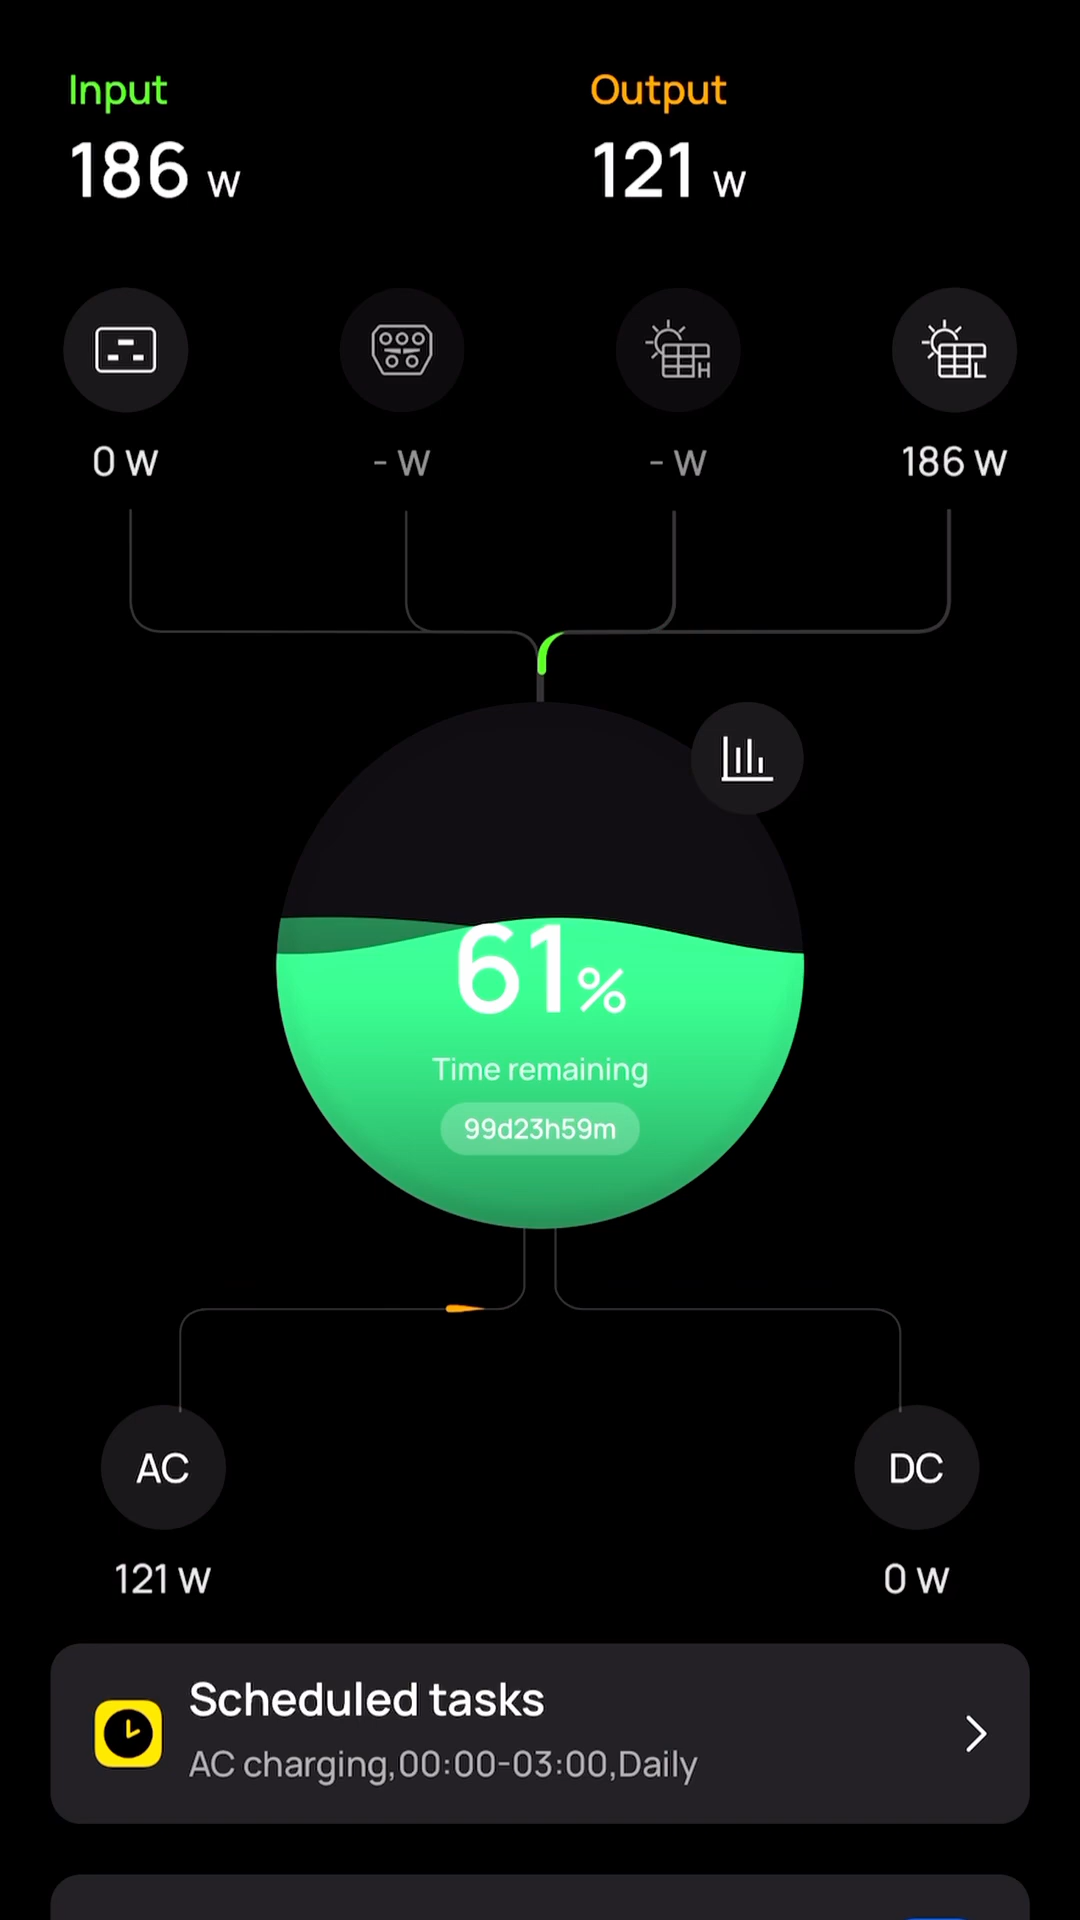 Input
Output
186 W
121 W
H
L
0 W
- W
- W
186 W
61%
Time remaining
99d23h59m
AC
DC
121 W
0 W
Scheduled tasks
AC charging,00:00-03:00,Daily